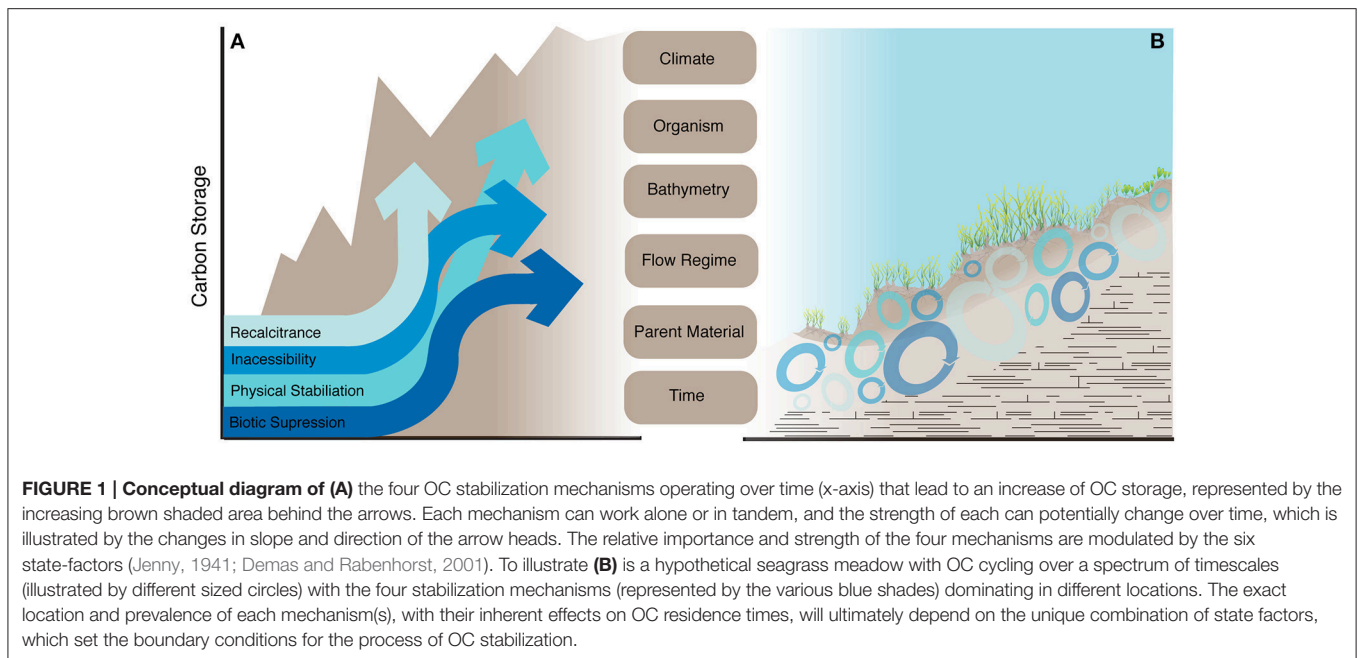 A
B
Carbon Storage
Recalcitrance
Inacessibility
Physical Stabiliation
Biotic Supression
Climate
Organism
Bathymetry
Flow Regime
Parent Material
Time
FIGURE 1 | Conceptual diagram of (A) the four OC stabilization mechanisms operating over time (x-axis) that lead to an increase of OC storage, represented by the
increasing brown shaded area behind the arrows. Each mechanism can work alone or in tandem, and the strength of each can potentially change over time, which is
illustrated by the changes in slope and direction of the arrow heads. The relative importance and strength of the four mechanisms are modulated by the six
state-factors (Jenny, 1941; Demas and Rabenhorst, 2001). To illustrate (B) is a hypothetical seagrass meadow with OC cycling over a spectrum of timescales
(illustrated by different sized circles) with the four stabilization mechanisms (represented by the various blue shades) dominating in different locations. The exact
location and prevalence of each mechanism(s), with their inherent effects on OC residence times, will ultimately depend on the unique combination of state factors,
which set the boundary conditions for the process of OC stabilization.